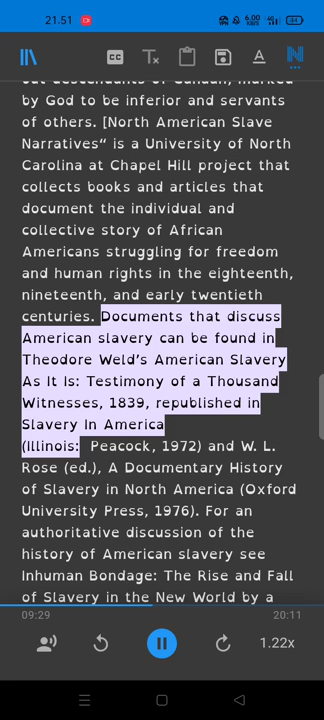 21.51
6.00 KB/S
4G
44
CC
A
N
out descendants of Canaan, marked
by God to be inferior and servants
of others. [North American Slave
Narratives“ is a University of North
Carolina at Chapel Hill project that
collects books and articles that
document the individual and
collective story of African
Americans struggling for freedom
and human rights in the eighteenth,
nineteenth, and early twentieth
centuries. Documents that discuss
American slavery can be found in
Theodore Weld’s American Slavery
As It Is: Testimony of a Thousand
Witnesses, 1839, republished in
Slavery In America
(Illinois: Peacock, 1972) and W. L.
Rose (ed.), A Documentary History
of Slavery in North America (Oxford
University Press, 1976). For an
authoritative discussion of the
history of American slavery see
Inhuman Bondage: The Rise and Fall
of Slavery in the New World by a
09:29
20:11
1.22x